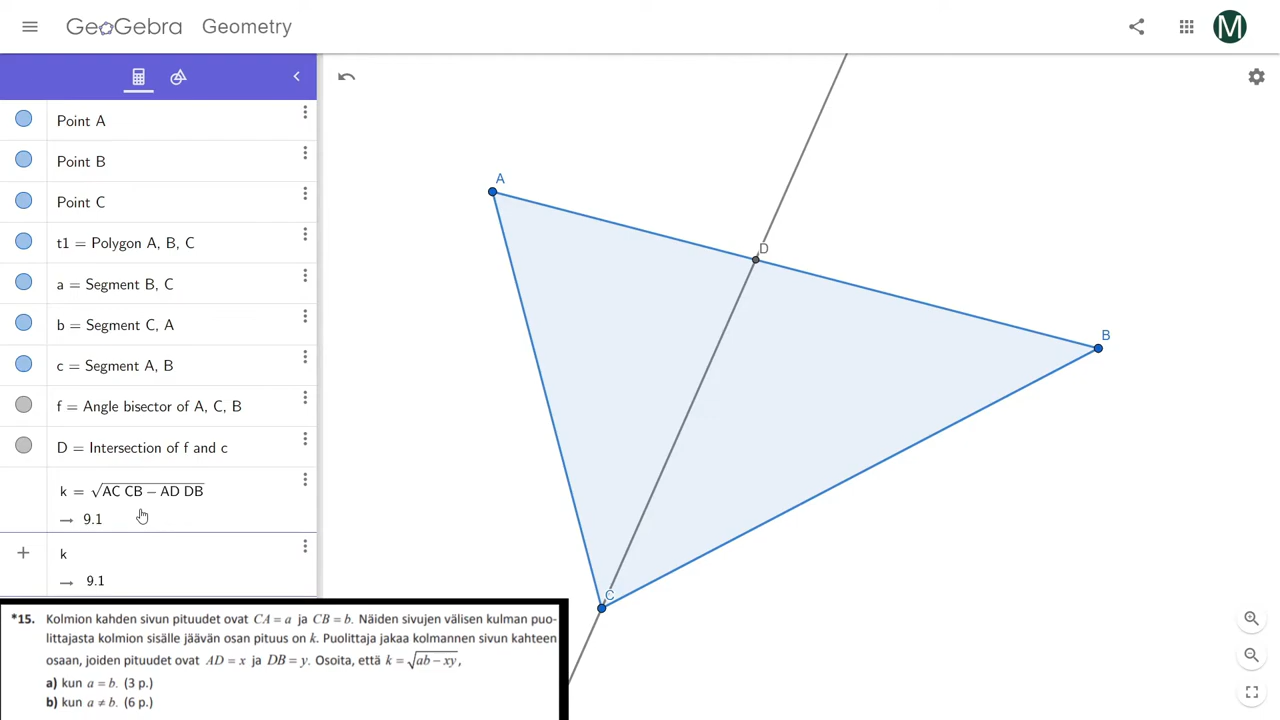 GeoGebra Geometry
M
Point A
Point B
Point C
t1 = Polygon A, B, C
a = Segment B, C
b = Segment C, A
c = Segment A, B
f = Angle bisector of A, C, B
D = Intersection of f and c
k = √AC CB − AD DB
→ 9.1
k
→ 9.1
A
D
B
C
*15. Kolmion kahden sivun pituudet ovat CA = a ja CB = b. Näiden sivujen välisen kulman puo-
littajasta kolmion sisälle jäävän osan pituus on k. Puolittaja jakaa kolmannen sivun kahteen
osaan, joiden pituudet ovat AD = x ja DB = y. Osoita, että k = √ab − xy,
a) kun a = b. (3 p.)
b) kun a ≠ b. (6 p.)